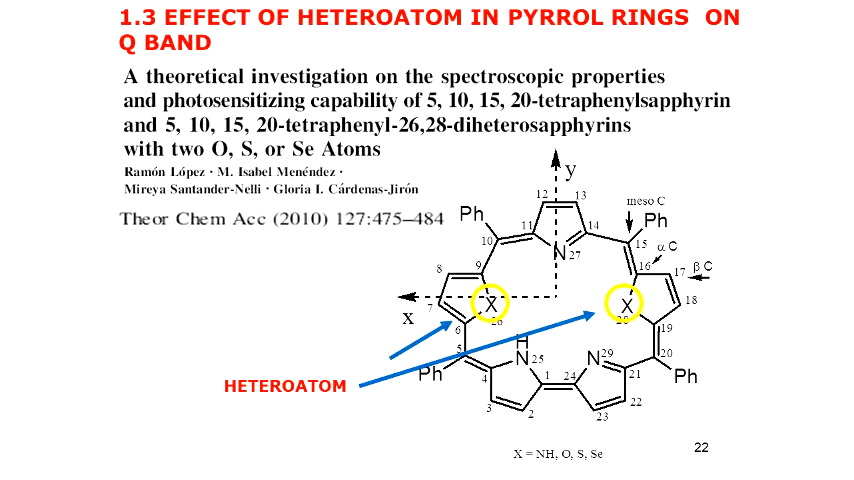 1.3 EFFECT OF HETEROATOM IN PYRROL RINGS ON
Q BAND
A theoretical investigation on the spectroscopic properties
and photosensitizing capability of 5, 10, 15, 20-tetraphenylsapphyrin
and 5, 10, 15, 20-tetraphenyl-26,28-diheterosapphyrins
with two O, S, or Se Atoms
Ramón López · M. Isabel Menéndez ·
Mireya Santander-Nelli · Gloria I. Cárdenas-Jirón
Theor Chem Acc (2010) 127:475–484
y
12 13
meso C
Ph
Ph
11 14
10
15 α C
N 27
9
16
β C
8
17
X
X
18
x
7
26
28
6
19
H
5
N 25
N 29
20
Ph
4
1 24
21
Ph
HETEROATOM
3
2
22
23
X = NH, O, S, Se
22